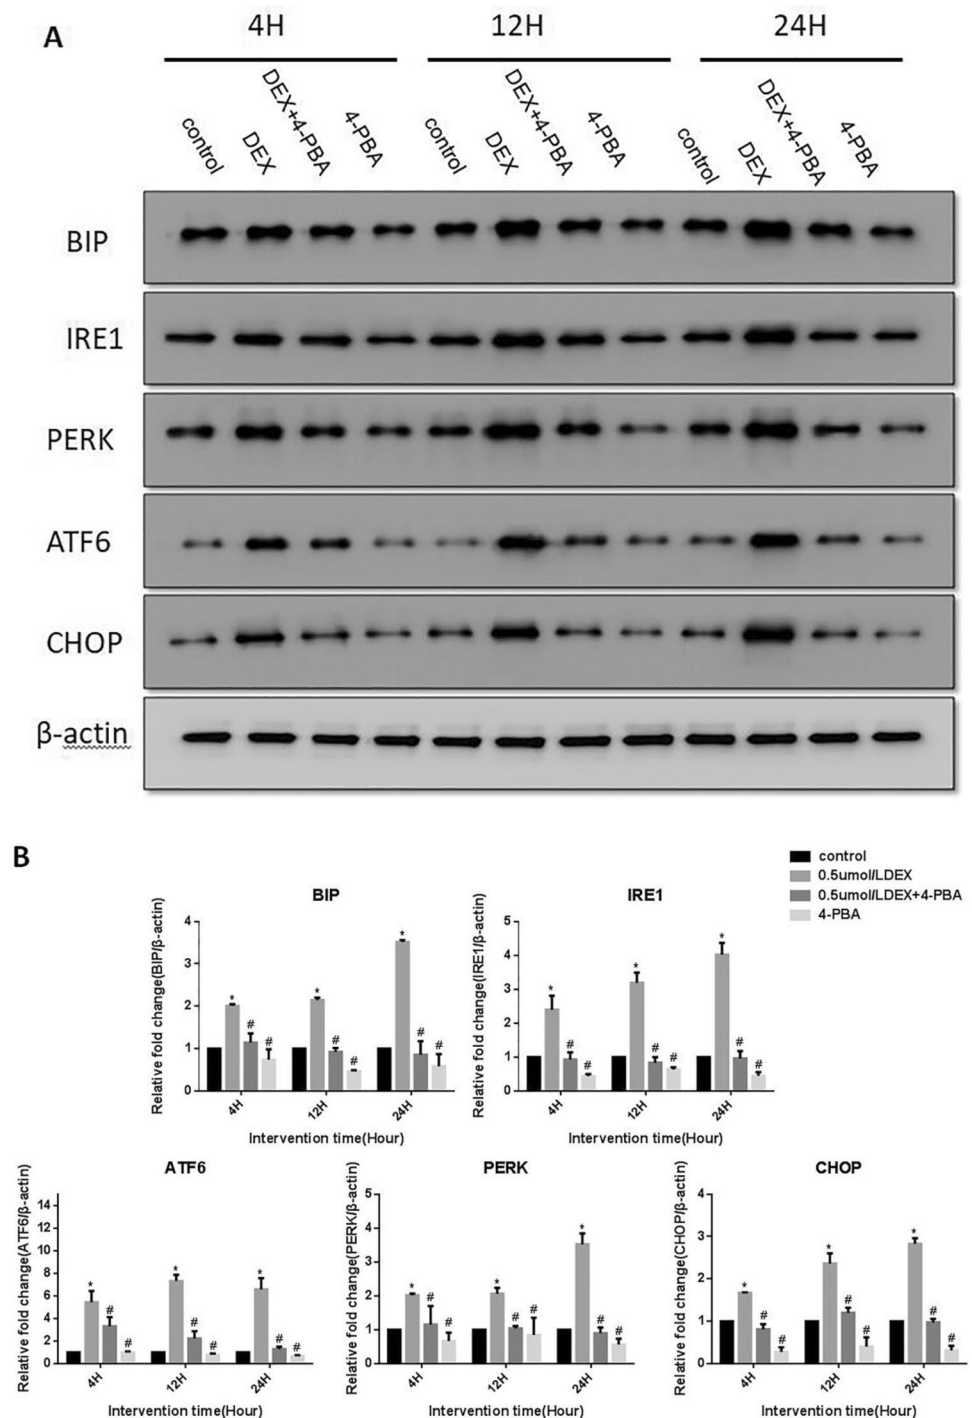 A
4H 12H 24H
control DEX DEX+4-PBA 4-PBA control DEX DEX+4-PBA 4-PBA control DEX DEX+4-PBA 4-PBA
BIP
IRE1
PERK
ATF6
CHOP
β-actin
B
control
0.5umol/LDEX
0.5umol/LDEX+4-PBA
4-PBA
BIP
Relative fold change(BIP/β-actin)
4
3
2
1
0
* # # * # # * # #
4H 12H 24H
Intervention time(Hour)
IRE1
Relative fold change(IRE1/β-actin)
5
4
3
2
1
0
* # # * # # * # #
4H 12H 24H
Intervention time(Hour)
ATF6
Relative fold change(ATF6/β-actin)
14
12
10
8
6
4
2
0
* # # * # # * # #
4H 12H 24H
Intervention time(Hour)
PERK
Relative fold change(PERK/β-actin)
5
4
3
2
1
0
* # # * # # * # #
4H 12H 24H
Intervention time(Hour)
CHOP
Relative fold change(CHOP/β-actin)
4
3
2
1
0
* # # * # # * # #
4H 12H 24H
Intervention time(Hour)